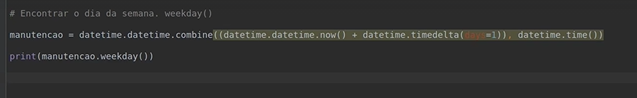 # Encontrar o dia da semana. weekday()
manutencao = datetime.datetime.combine((datetime.datetime.now() + datetime.timedelta(days=1)), datetime.time())
print(manutencao.weekday())